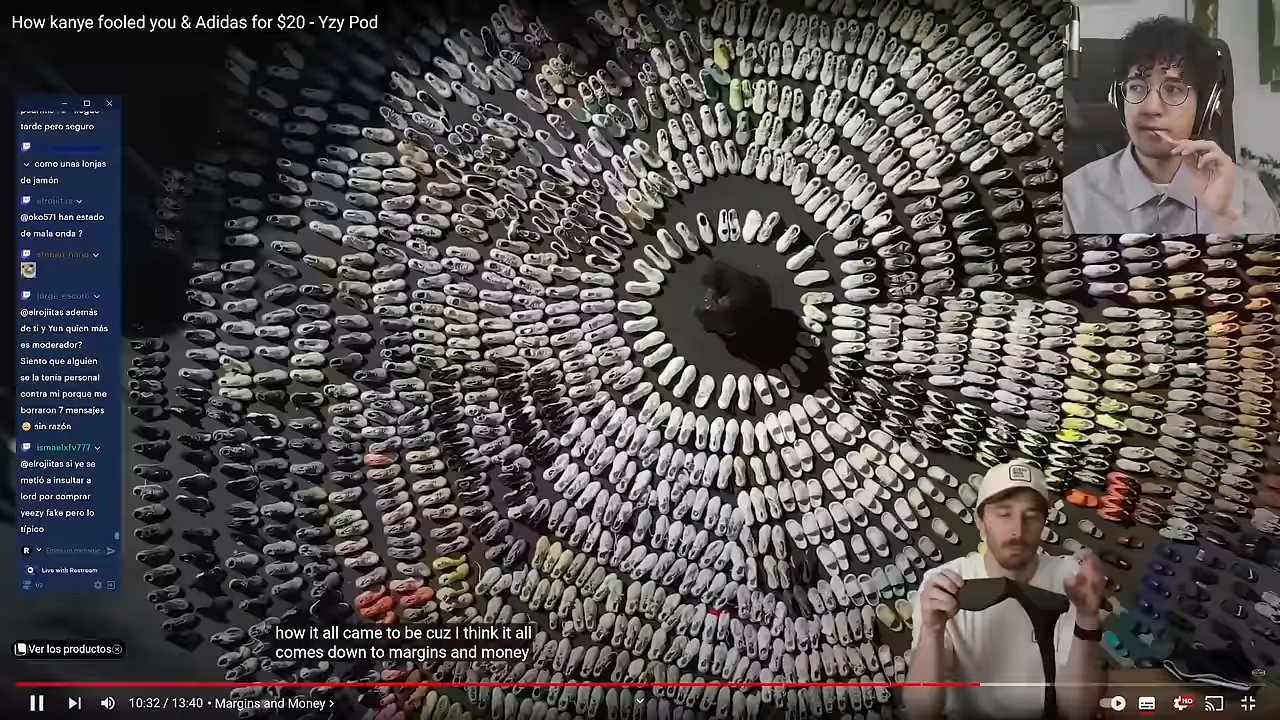 How kanye fooled you & Adidas for $20 - Yzy Pod
tarde pero seguro
como unas lonjas
de jamón
@oko571 han estado
de mala onda ?
@elrojiitas además
de ti y Yun quien más
es moderador?
Siento que alguien
se la tenía personal
contra mi porque me
borraron 7 mensajes
sin razón
ismaelxfv777
@elrojiitas si ye se
metió a insultar a
lord por comprar
yeezy fake pero lo
típico
R
Live with Restream
Ver los productos
how it all came to be cuz I think it all
comes down to margins and money
10:32 / 13:40 • Margins and Money >
HD